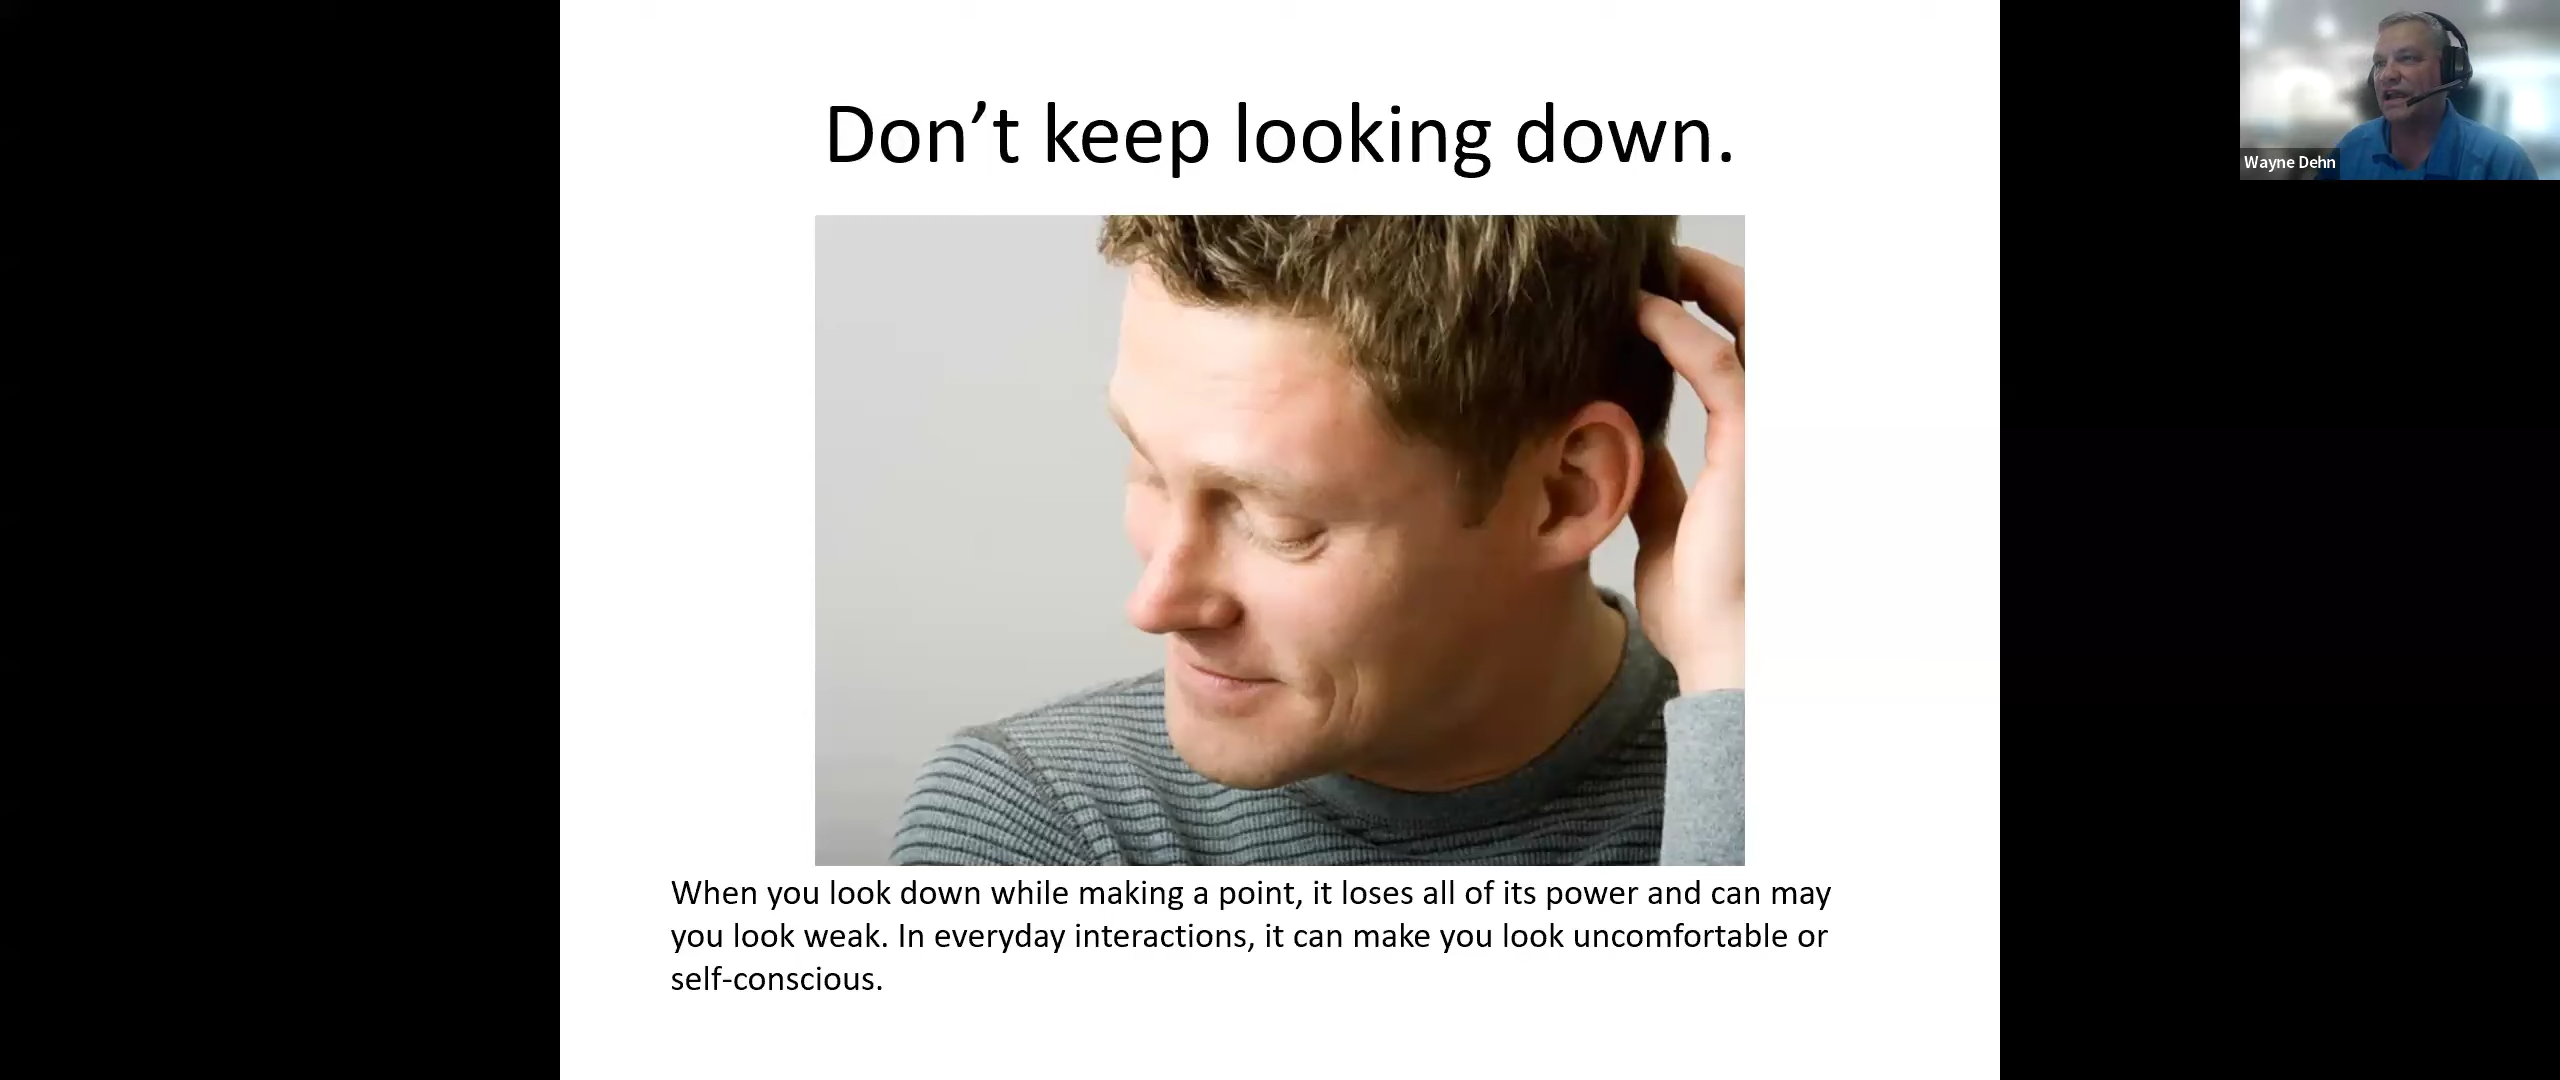 Don’t keep looking down.
Wayne Dehn
When you look down while making a point, it loses all of its power and can may
you look weak. In everyday interactions, it can make you look uncomfortable or
self-conscious.